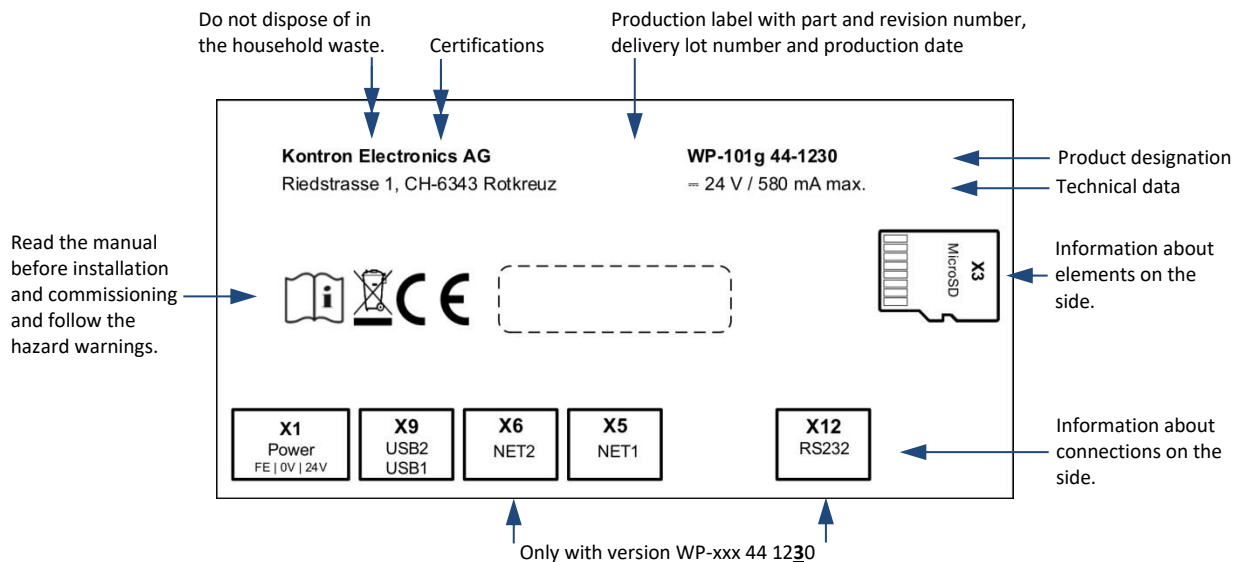 Do not dispose of in
the household waste.
Certifications
Production label with part and revision number,
delivery lot number and production date
Kontron Electronics AG
Riedstrasse 1, CH-6343 Rotkreuz
WP-101g 44-1230
⎓ 24 V / 580 mA max.
Product designation
Technical data
Read the manual
before installation
and commissioning
and follow the
hazard warnings.
i
CE
X3
MicroSD
Information about
elements on the
side.
X1
Power
FE | 0V | 24V
X9
USB2
USB1
X6
NET2
X5
NET1
X12
RS232
Information about
connections on the
side.
Only with version WP-xxx 44 1230